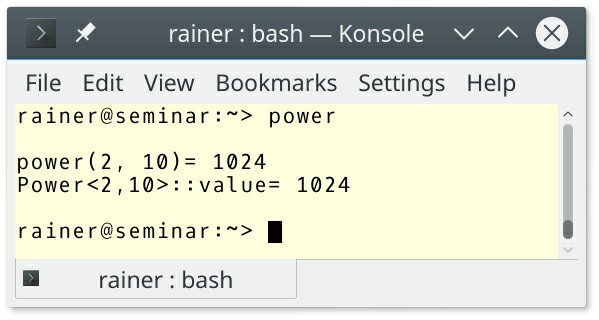 rainer : bash — Konsole
File Edit View Bookmarks Settings Help
rainer@seminar:~> power
power(2, 10)= 1024
Power<2,10>::value= 1024
rainer@seminar:~>
rainer : bash